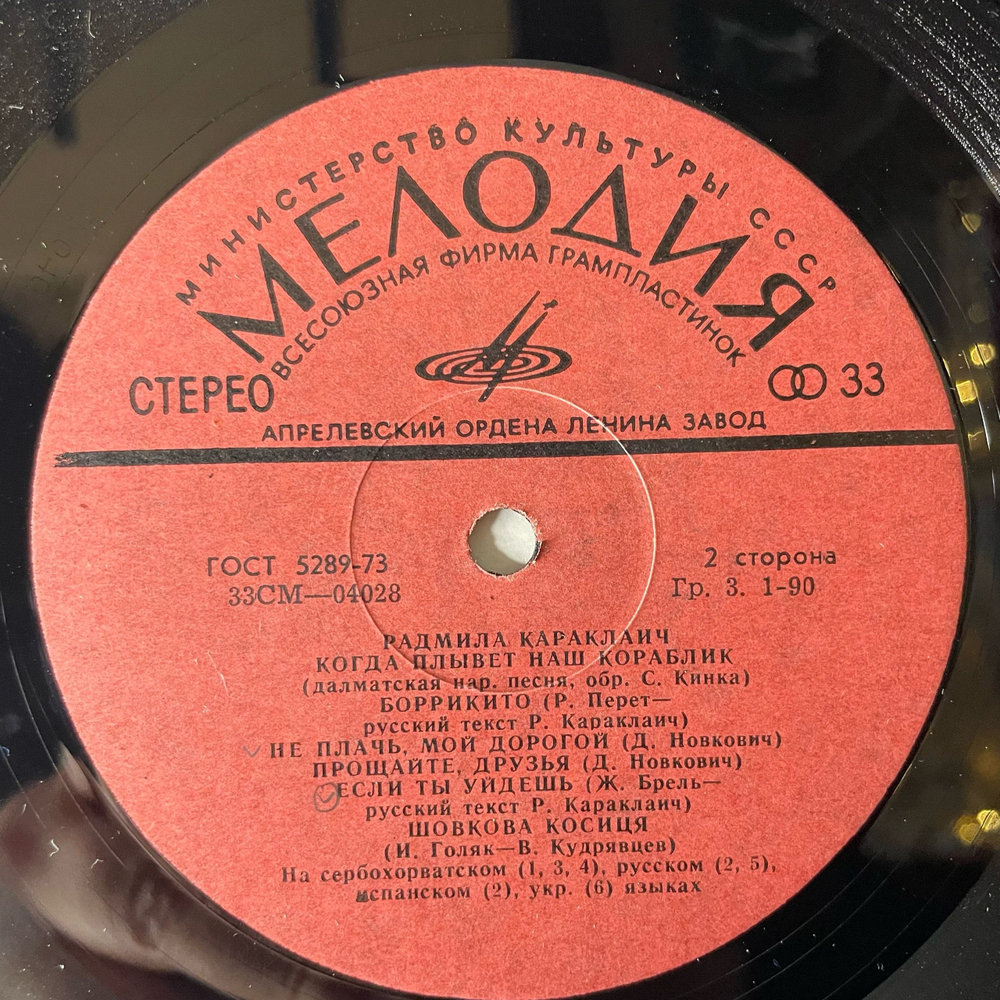 МИНИСТЕРСТВО КУЛЬТУРЫ СССР
МЕЛОДИЯ
ВСЕСОЮЗНАЯ ФИРМА ГРАМПЛАСТИНОК
СТЕРЕО
33
АПРЕЛЕВСКИЙ ОРДЕНА ЛЕНИНА ЗАВОД
ГОСТ 5289-73
2 сторона
33СМ—04028
Гр. 3. 1-90
РАДМИЛА КАРАКЛАИЧ
КОГДА ПЛЫВЕТ НАШ КОРАБЛИК
(далматская нар. песня, обр. С. Кинка)
БОРРИКИТО (Р. Перет—
русский текст Р. Караклаич)
НЕ ПЛАЧЬ, МОЙ ДОРОГОЙ (Д. Новкович)
ПРОЩАЙТЕ, ДРУЗЬЯ (Д. Новкович)
ЕСЛИ ТЫ УЙДЕШЬ (Ж. Брель—
русский текст Р. Караклаич)
ШОВКОВА КОСИЦЯ
(И. Голяк—В. Кудрявцев)
На сербохорватском (1, 3, 4), русском (2, 5),
испанском (2), укр. (6) языках